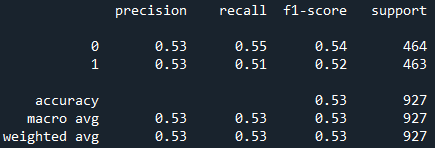 precision recall f1-score support
0 0.53 0.55 0.54 464
1 0.53 0.51 0.52 463
accuracy 0.53 927
macro avg 0.53 0.53 0.53 927
weighted avg 0.53 0.53 0.53 927